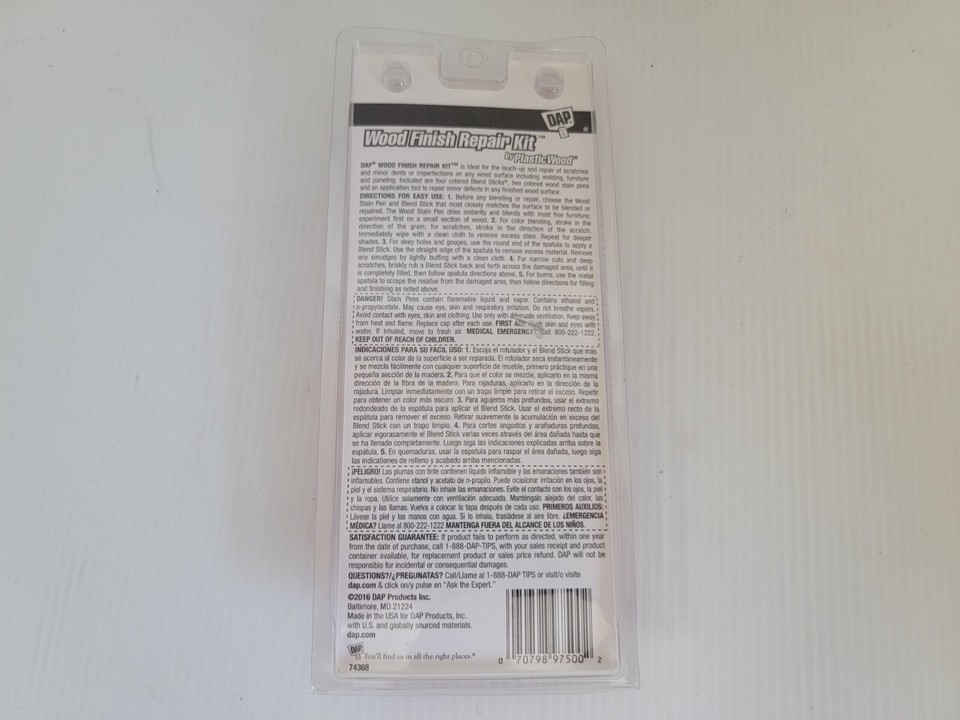 DAP®
Wood Finish Repair Kit™
by Plastic Wood®
DAP® WOOD FINISH REPAIR KIT™ is ideal for the touch-up and repair of scratches
and minor dents or imperfections on any wood surface including molding, furniture
and paneling. Included are four colored Blend Sticks®, two colored wood stain pens
and an application tool to repair minor defects in any finished wood surface.
DIRECTIONS FOR EASY USE: 1. Before any blending or repair, choose the Wood
Stain Pen and Blend Stick that most closely matches the surface to be blended or
repaired. The Wood Stain Pen dries instantly and blends with most fine furniture;
experiment first on a small section of wood. 2. For color blending, stroke in the
direction of the grain; for scratches, stroke in the direction of the scratch.
Immediately wipe with a clean cloth to remove excess stain. Repeat for deeper
shades. 3. For deep holes and gouges, use the round end of the spatula to apply a
Blend Stick. Use the straight edge of the spatula to remove excess material. Remove
any smudges by lightly buffing with a clean cloth. 4. For narrow cuts and deep
scratches, briskly rub a Blend Stick back and forth across the damaged area, until it
is completely filled, then follow spatula directions above. 5. For burns, use the metal
spatula to scrape the residue from the damaged area, then follow directions for filling
and finishing as noted above.
DANGER! Stain Pens contain flammable liquid and vapor. Contains ethanol and
n-propylacetate. May cause eye, skin and respiratory irritation. Do not breathe vapors.
Avoid contact with eyes, skin and clothing. Use only with adequate ventilation. Keep away
from heat and flame. Replace cap after each use. FIRST skin and eyes with
water. If inhaled, move to fresh air. MEDICAL EMERGENCY Call 800-222-1222.
KEEP OUT OF REACH OF CHILDREN.
INDICACIONES PARA SU FÁCIL USO: 1. Escoja el rotulador y el Blend Stick que más
se acerca al color de la superficie a ser reparada. El rotulador seca instantáneamente
y se mezcla fácilmente con cualquier superficie de mueble, primero práctique en una
pequeña sección de la madera. 2. Para que el color se mezcle, aplicarlo en la misma
dirección de la fibra de la madera. Para rajaduras, aplicarlo en la dirección de la
rajadura. Limpiar inmediatamente con un trapo limpio para retirar el exceso. Repetir
para obtener un color más oscuro. 3. Para agujeros más profundos, usar el extremo
redondeado de la espátula para aplicar el Blend Stick. Usar el extremo recto de la
espátula para remover el exceso. Retirar suavemente la acumulación en exceso del
Blend Stick con un trapo limpio. 4. Para cortes angostos y arañaduras profundas,
aplicar vigorasamente el Blend Stick varias veces através del área dañada hasta que
se ha llenado completamente. Luego siga las indicaciones explicadas arriba sobre la
espátula. 5. En quemaduras, usar la espatula para raspar el área dañada, luego siga
las indicationes de relleno y acabado arriba mencionadas.
¡PELIGRO! Las plumas con tinte contienen líquido inflamable y las emanaciones también son
inflamables. Contiene etanol y acetato de n-propilo. Puede ocasionar irritación en los ojos, la
piel y el sistema respiratorio. No inhale las emanaciones. Evite el contacto con los ojos, la piel
y la ropa. Utilice solamente con ventilación adecuada. Manténgalo alejado del calor, las
chispas y las llamas. Vuelva a colocar la tapa después de cada uso. PRIMEROS AUXILIOS:
Lávese la piel y las manos con agua. Si lo inhala, trasládese al aire libre. ¿EMERGENCIA
MÉDICA? Llame al 800-222-1222 MANTENGA FUERA DEL ALCANCE DE LOS NIÑOS.
SATISFACTION GUARANTEE: If product fails to perform as directed, within one year
from the date of purchase, call 1-888-DAP-TIPS, with your sales receipt and product
container available, for replacement product or sales price refund. DAP will not be
responsible for incidental or consequential damages.
QUESTIONS?/¿PREGUNATAS? Call/Llame al 1-888-DAP TIPS or visit/o visite
dap.com & click on/y pulse en "Ask the Expert."
©2016 DAP Products Inc.
Baltimore, MD 21224
Made in the USA for DAP Products, Inc.
with U.S. and globally sourced materials.
dap.com
DAP You'll find us in all the right places.®
74368
0 70798 97500 2